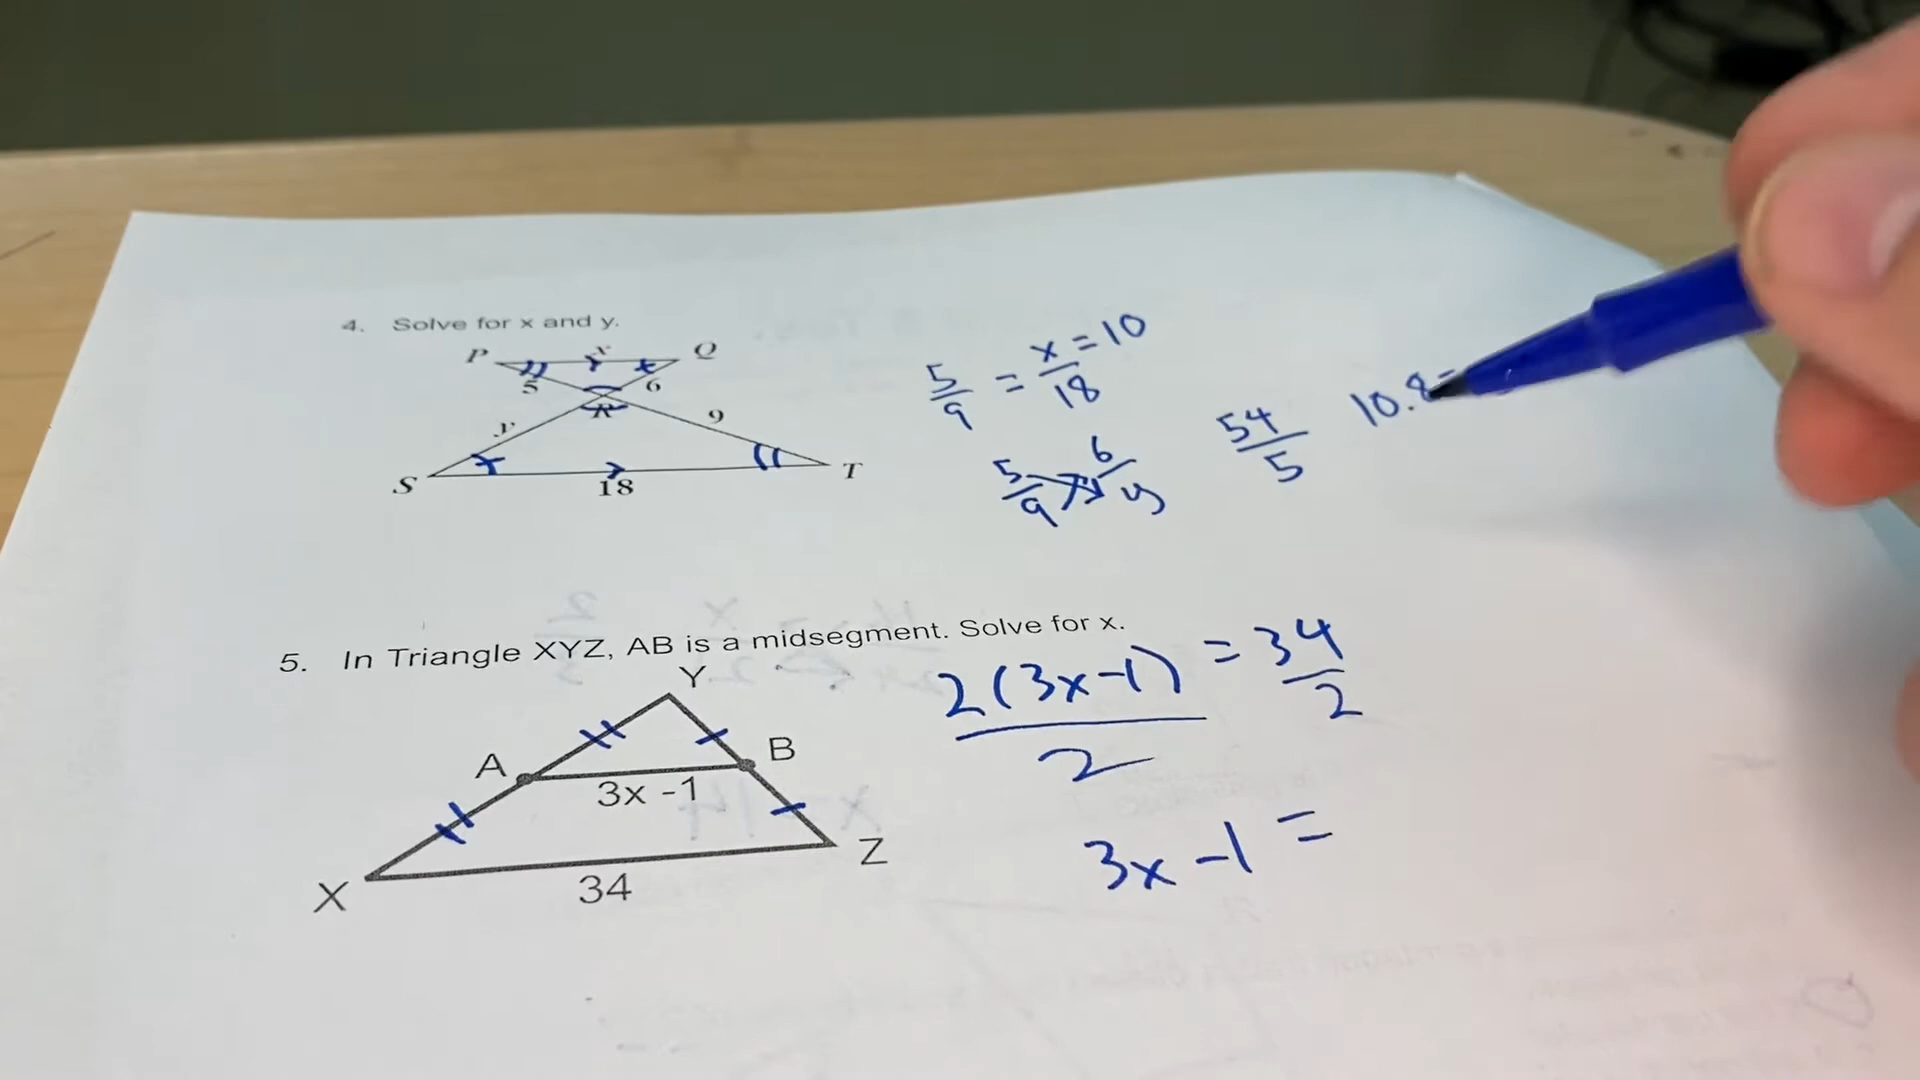 4. Solve for x and y.
P x Q
5 6
R
y 9
S 18 T
5/9 = x/18 = 10
5/9 6/y
54/5
10.8=
5. In Triangle XYZ, AB is a midsegment. Solve for x.
Y
A B
3x -1
X Z
34
2(3x-1)/2 = 34/2
3x-1 =